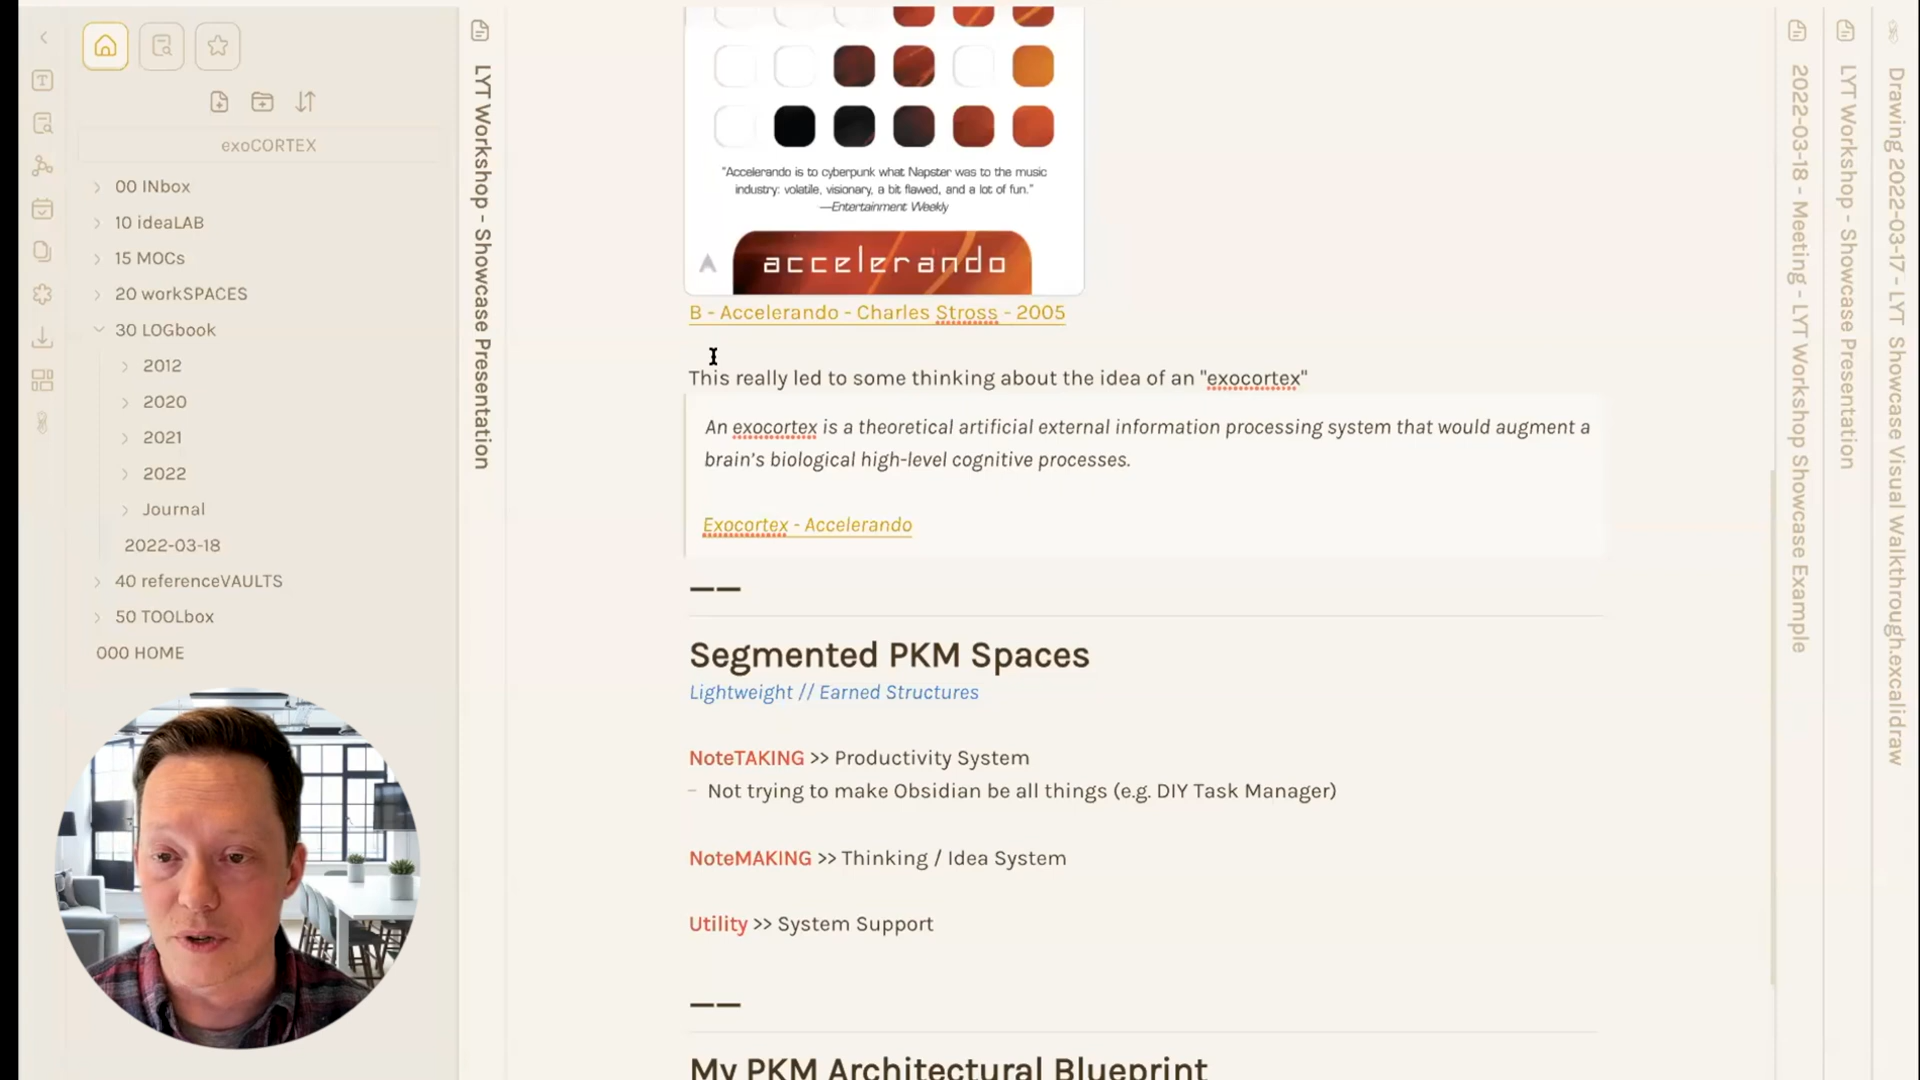 exoCORTEX
00 INbox
10 ideaLAB
15 MOCs
20 workSPACES
30 LOGbook
2012
2020
2021
2022
Journal
2022-03-18
40 referenceVAULTS
50 TOOLbox
000 HOME
LYT Workshop - Showcase Presentation
"Accelerando is to cyberpunk what Napster was to the music
industry: volatile, visionary, a bit flawed, and a lot of fun."
—Entertainment Weekly
accelerando
B - Accelerando - Charles Stross - 2005
This really led to some thinking about the idea of an "exocortex"
An exocortex is a theoretical artificial external information processing system that would augment a
brain's biological high-level cognitive processes.
Exocortex - Accelerando
——
Segmented PKM Spaces
Lightweight // Earned Structures
NoteTAKING >> Productivity System
– Not trying to make Obsidian be all things (e.g. DIY Task Manager)
NoteMAKING >> Thinking / Idea System
Utility >> System Support
——
My PKM Architectural Blueprint
2022-03-18 - Meeting - LYT Workshop Showcase Example
LYT Workshop - Showcase Presentation
Drawing 2022-03-17 - LYT Showcase Visual Walkthrough.excalidraw